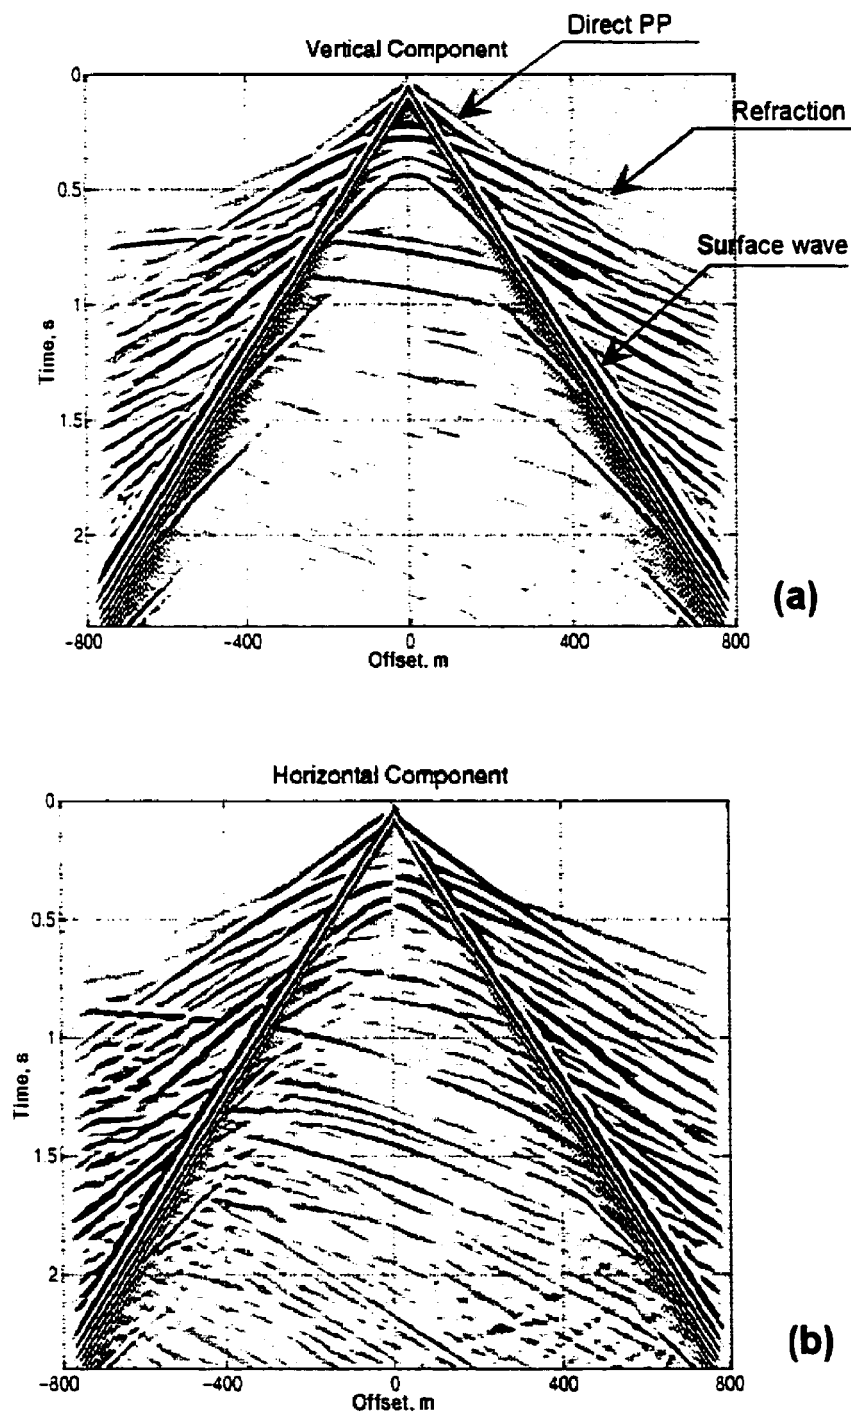 Direct PP
Vertical Component
Refraction
Surface wave
0
0.5
1
1.5
2
Time, s
-800
-400
0
400
800
Offset, m
(a)
Horizontal Component
0
0.5
1
1.5
2
Time, s
-800
-400
0
400
800
Offset, m
(b)